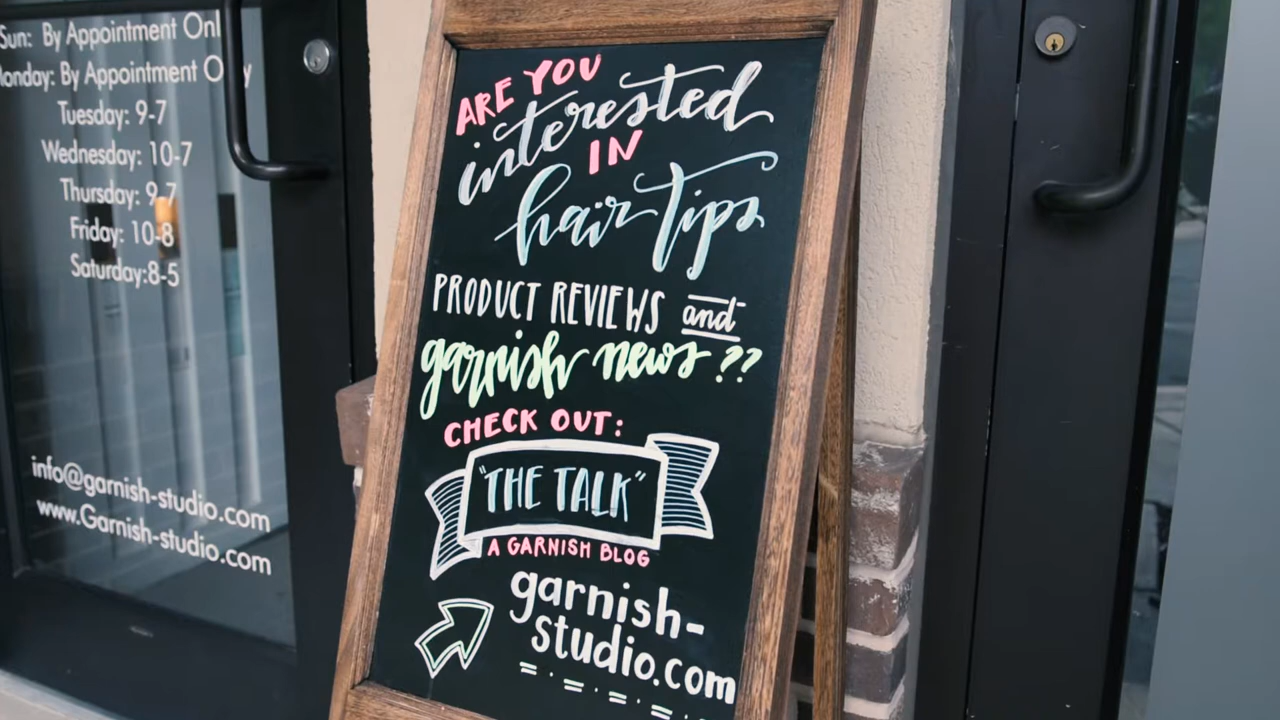 Sun: By Appointment Onl
onday: By Appointment O y
Tuesday: 9-7
Wednesday: 10-7
Thursday: 9-7
Friday: 10-8
Saturday:8-5
info@garnish-studio.com
www.Garnish-studio.com
ARE YOU
interested
IN
hair tips
PRODUCT REVIEWS and
garnish news ??
CHECK OUT:
"THE TALK"
A GARNISH BLOG
garnish-
studio.com